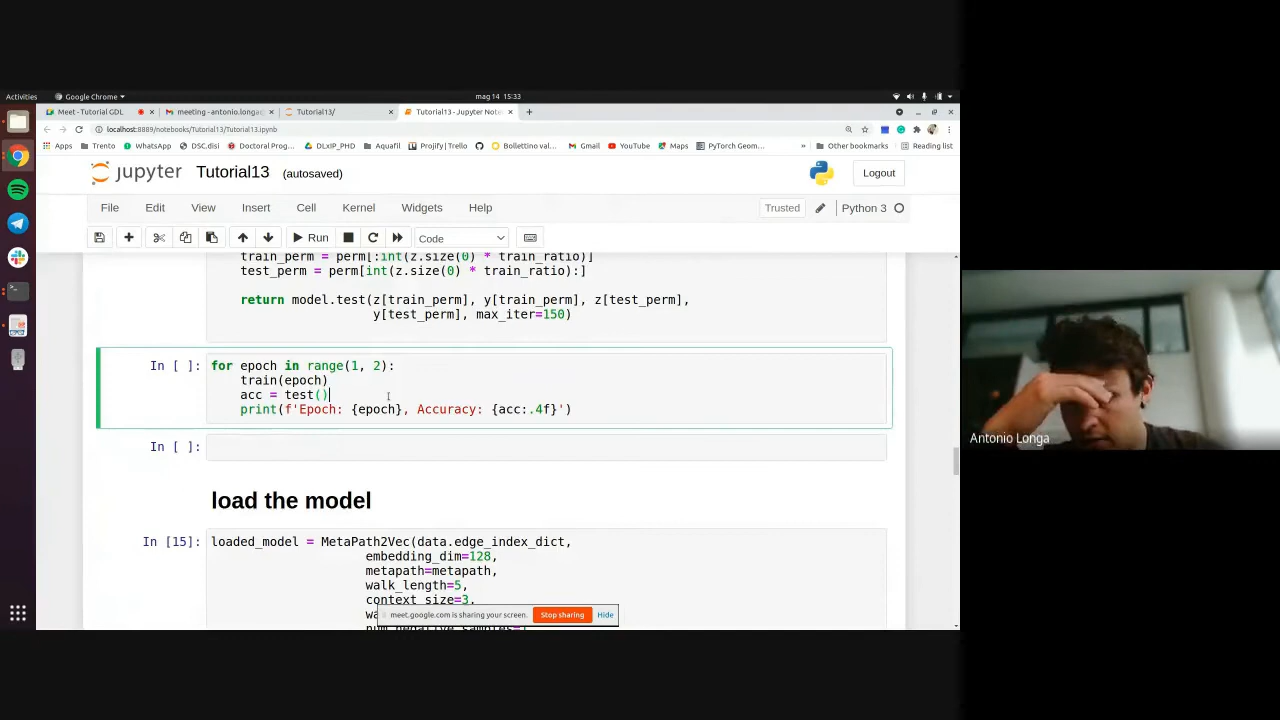 Activities
Google Chrome
mag 14 15:33
Meet - Tutorial GDL
meeting - antonio.longa
Tutorial13/
Tutorial13 - Jupyter Note
localhost:8889/notebooks/Tutorial13/Tutorial13.ipynb
Apps
Trento
WhatsApp
DSC.disi
Doctoral Prog...
DLxIP_PHD
Aquafil
Projify | Trello
Bollettino val...
Gmail
YouTube
Maps
PyTorch Geom...
»
Other bookmarks
Reading list
jupyter
Tutorial13
(autosaved)
Logout
File
Edit
View
Insert
Cell
Kernel
Widgets
Help
Trusted
Python 3
Run
Code
train_perm = perm[:int(z.size(0) * train_ratio)]
test_perm = perm[int(z.size(0) * train_ratio):]
return model.test(z[train_perm], y[train_perm], z[test_perm],
y[test_perm], max_iter=150)
In [ ]:
for epoch in range(1, 2):
train(epoch)
acc = test()
print(f'Epoch: {epoch}, Accuracy: {acc:.4f}')
In [ ]:
load the model
In [15]:
loaded_model = MetaPath2Vec(data.edge_index_dict,
embedding_dim=128,
metapath=metapath,
walk_length=5,
context_size=3,
meet.google.com is sharing your screen.
Stop sharing
Hide
Antonio Longa